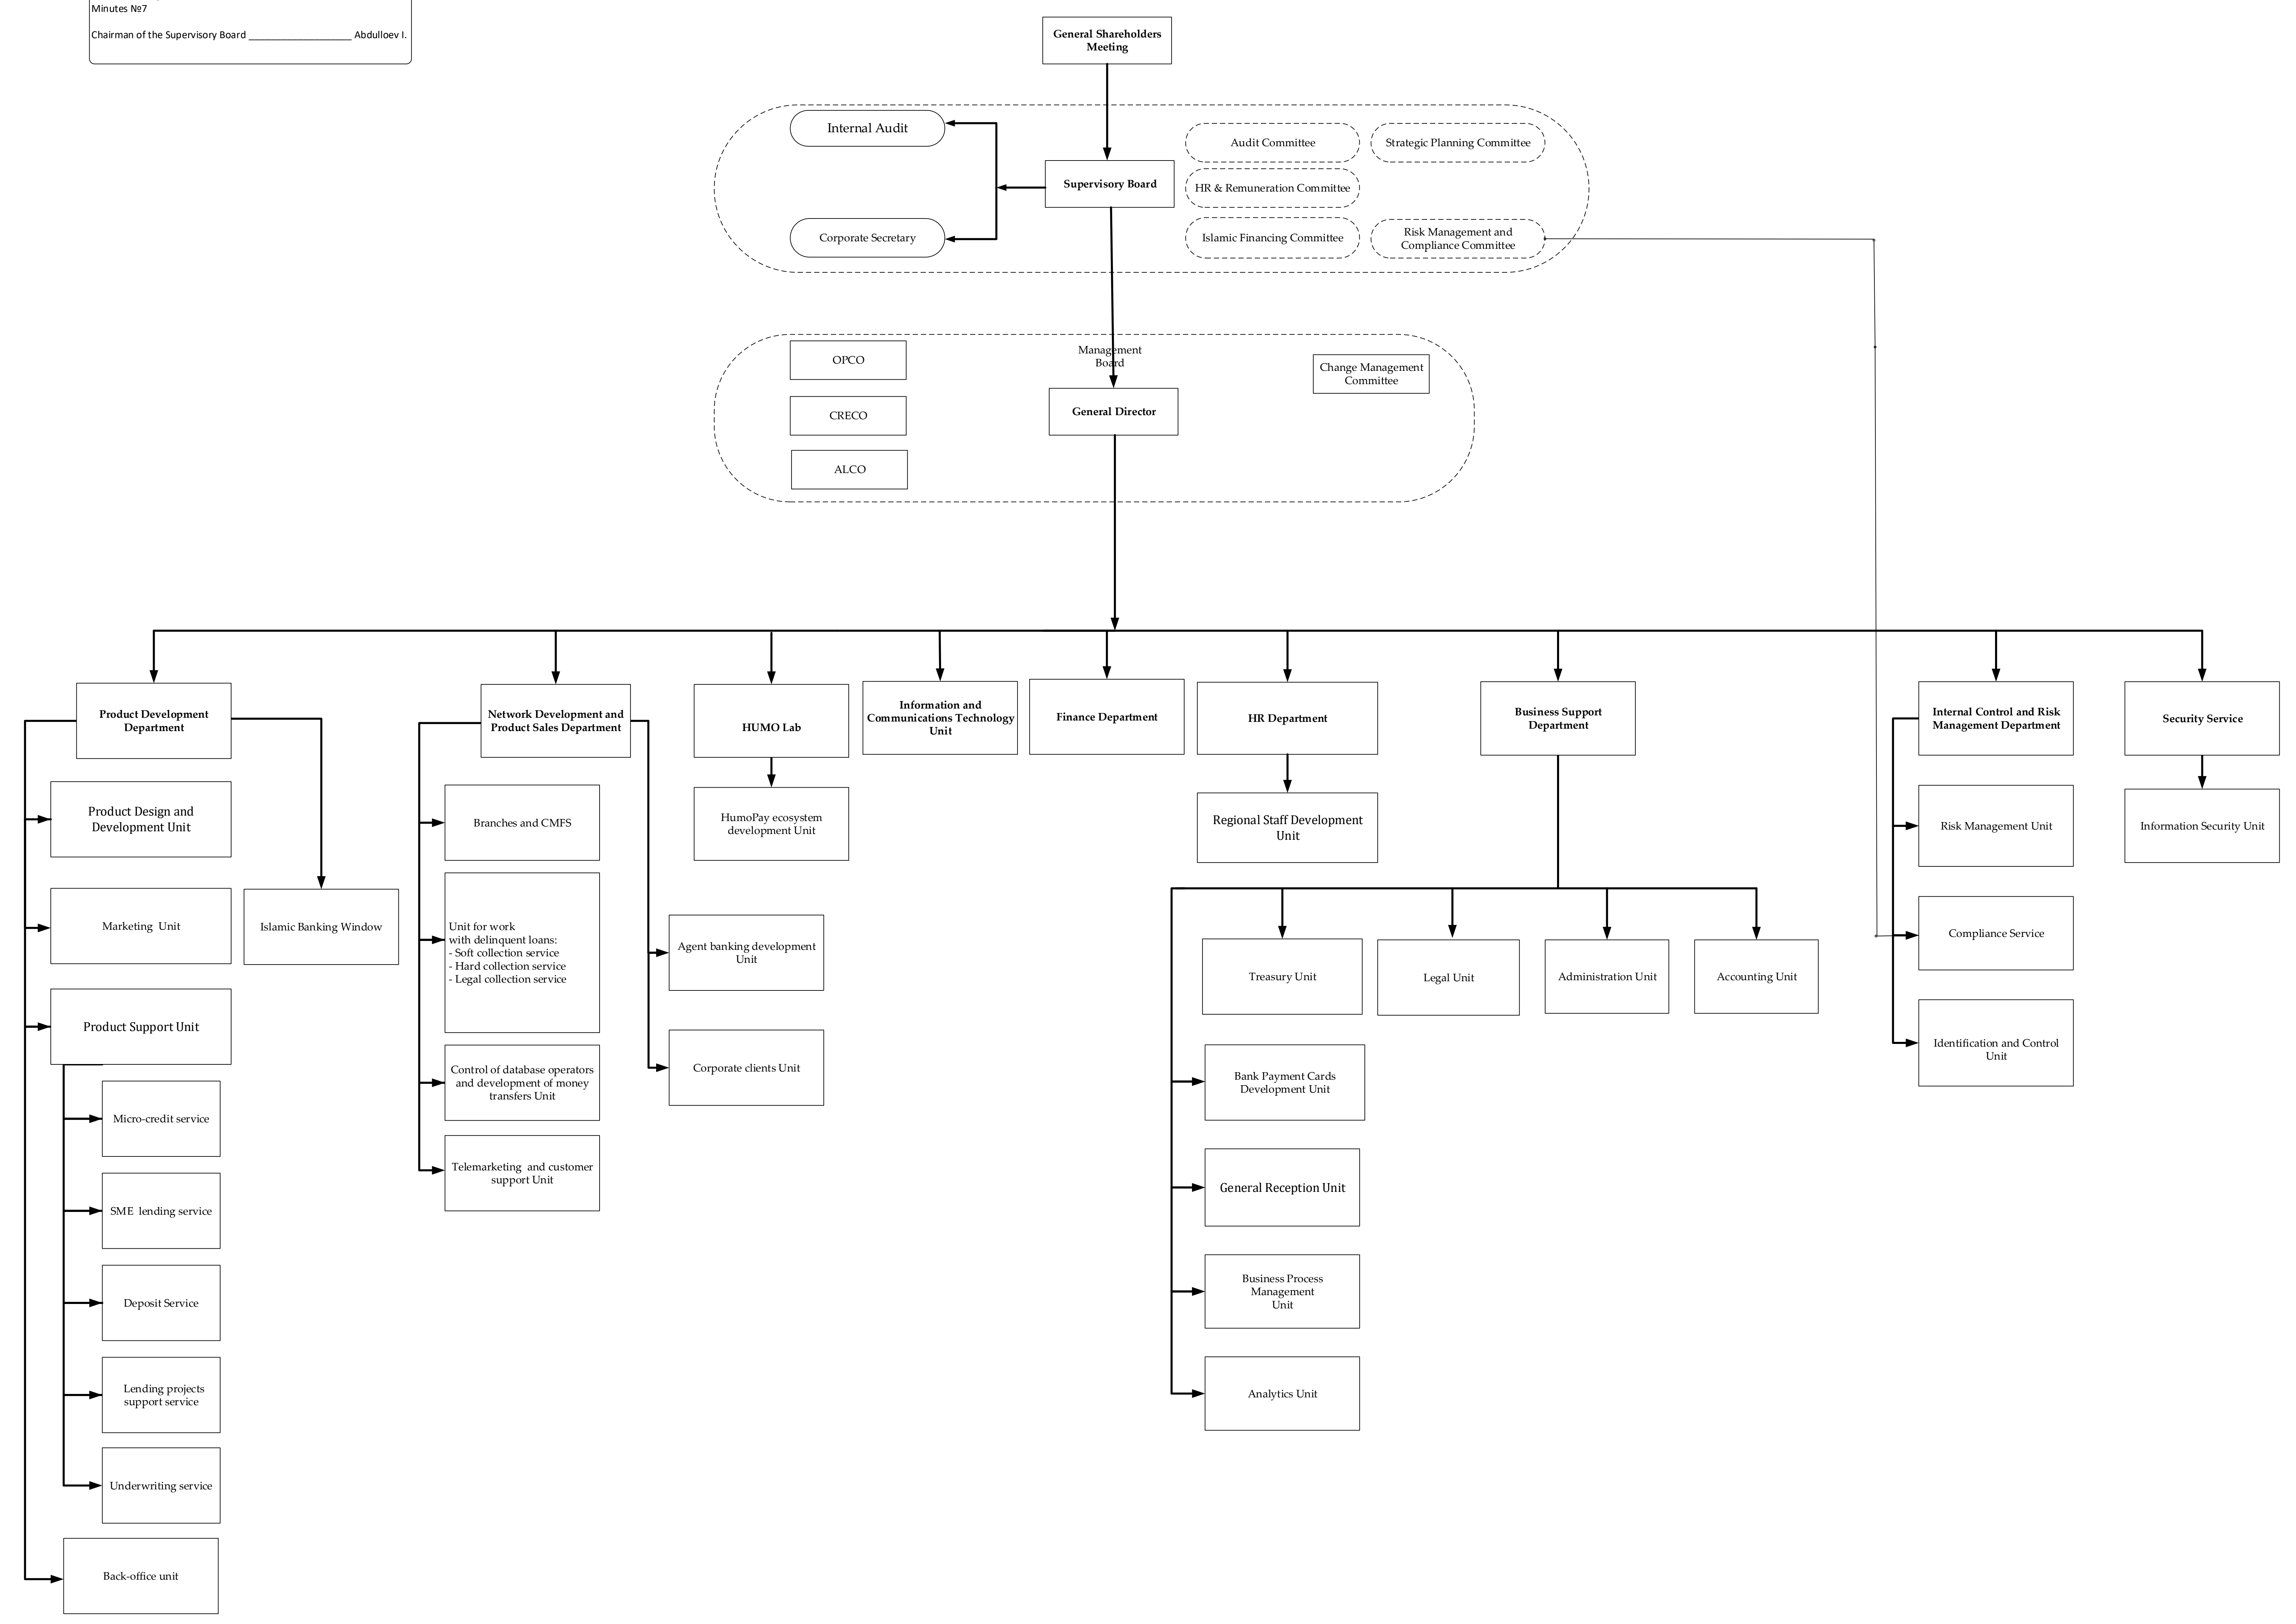 Minutes №7
Chairman of the Supervisory Board ___________________ Abdulloev I.
General Shareholders
Meeting
Internal Audit
Supervisory Board
Corporate Secretary
Audit Committee
Strategic Planning Committee
HR & Remuneration Committee
Islamic Financing Committee
Risk Management and
Compliance Committee
OPCO
CRECO
ALCO
Management
Board
General Director
Change Management
Committee
Product Development
Department
Network Development and
Product Sales Department
HUMO Lab
Information and
Communications Technology
Unit
Finance Department
HR Department
Business Support
Department
Internal Control and Risk
Management Department
Security Service
Product Design and
Development Unit
Marketing  Unit
Islamic Banking Window
Product Support Unit
Micro-credit service
SME  lending service
Deposit Service
Lending projects
support service
Underwriting service
Back-office unit
Branches and CMFS
Unit for work
with delinquent loans:
- Soft collection service
- Hard collection service
- Legal collection service
Control of database operators
and development of money
transfers Unit
Telemarketing  and customer
support Unit
Agent banking development
Unit
Corporate clients Unit
HumoPay ecosystem
development Unit
Regional Staff Development
Unit
Treasury Unit
Legal Unit
Administration Unit
Accounting Unit
Bank Payment Cards
Development Unit
General Reception Unit
Business Process
Management
Unit
Analytics Unit
Risk Management Unit
Compliance Service
Identification and Control
Unit
Information Security Unit